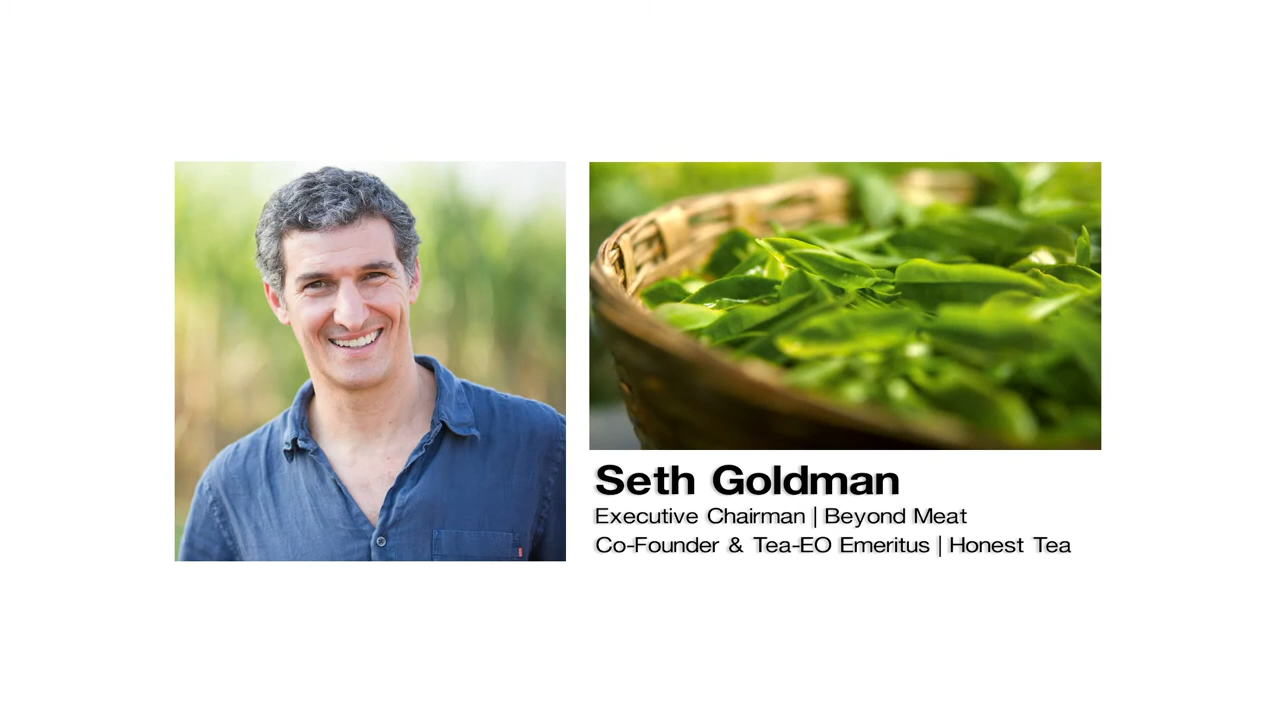 Seth Goldman
Executive Chairman | Beyond Meat
Co-Founder & Tea-EO Emeritus | Honest Tea